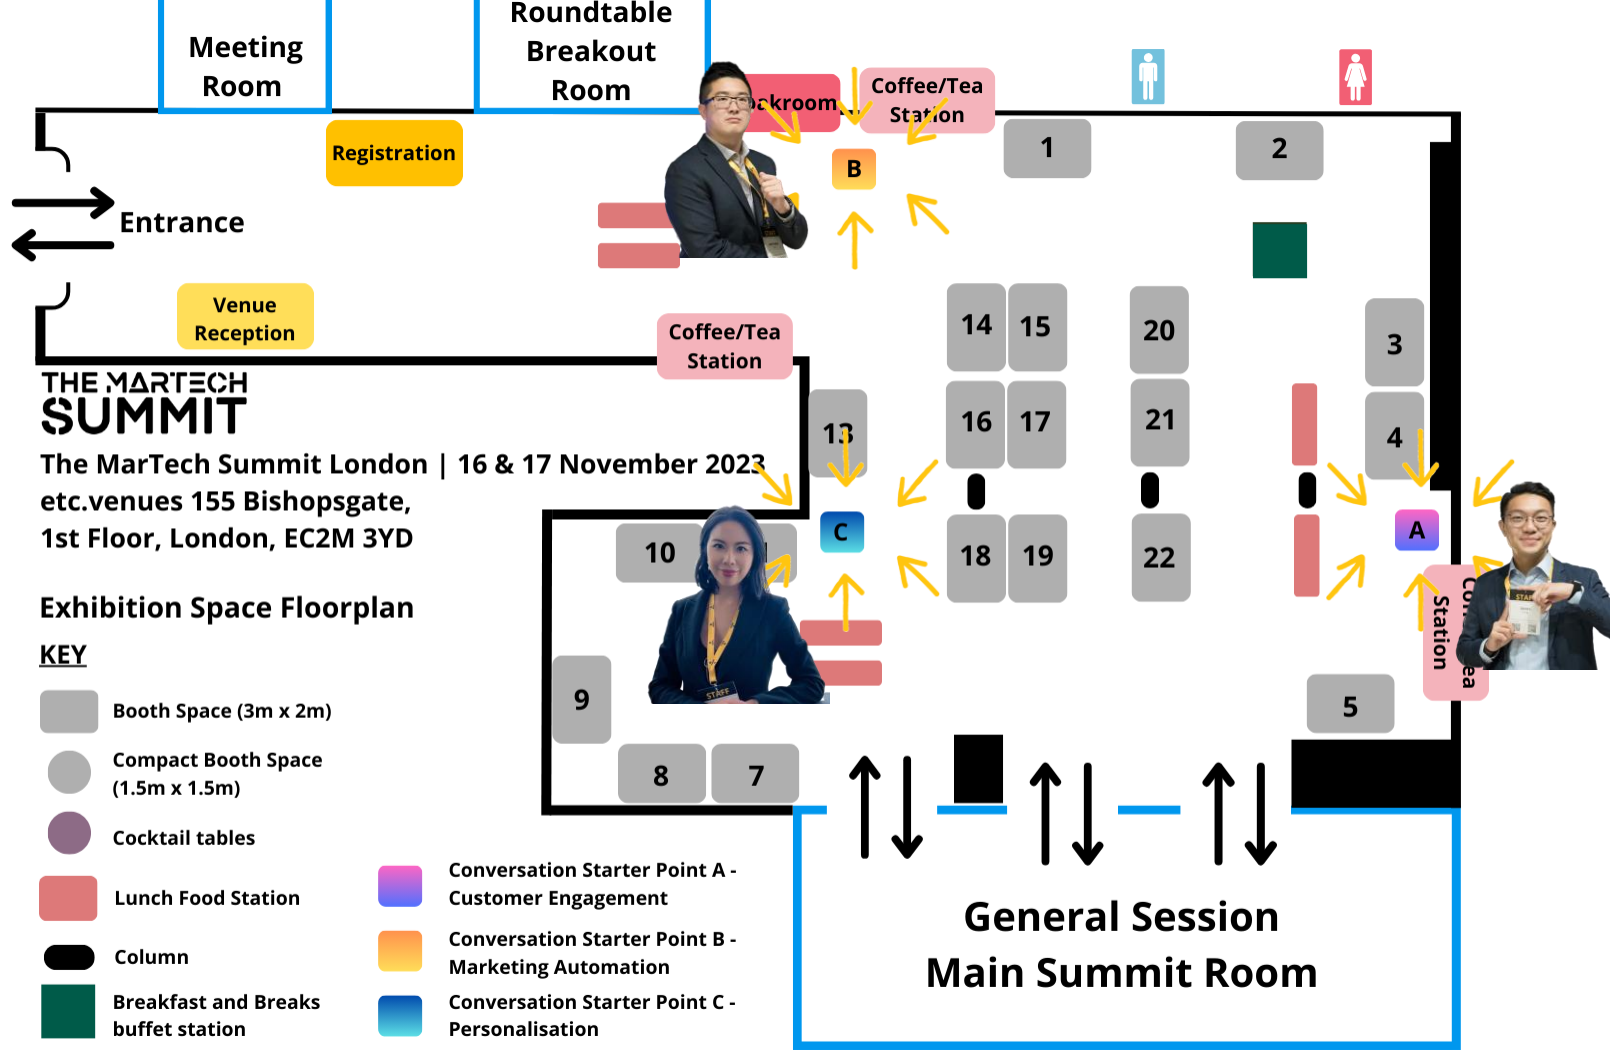 Meeting
Room
Roundtable
Breakout
Room
oakroom
Coffee/Tea
Station
1
2
Registration
B
Entrance
Venue
Reception
Coffee/Tea
Station
14
15
20
3
13
16
17
21
4
THE MARTECH
SUMMIT
The MarTech Summit London | 16 & 17 November 2023
etc.venues 155 Bishopsgate,
1st Floor, London, EC2M 3YD
10
C
18
19
22
A
Station
STAFF
STAFF
Exhibition Space Floorplan
KEY
9
5
8
7
Booth Space (3m x 2m)
Compact Booth Space
(1.5m x 1.5m)
Cocktail tables
Lunch Food Station
Column
Breakfast and Breaks
buffet station
Conversation Starter Point A -
Customer Engagement
Conversation Starter Point B -
Marketing Automation
Conversation Starter Point C -
Personalisation
General Session
Main Summit Room